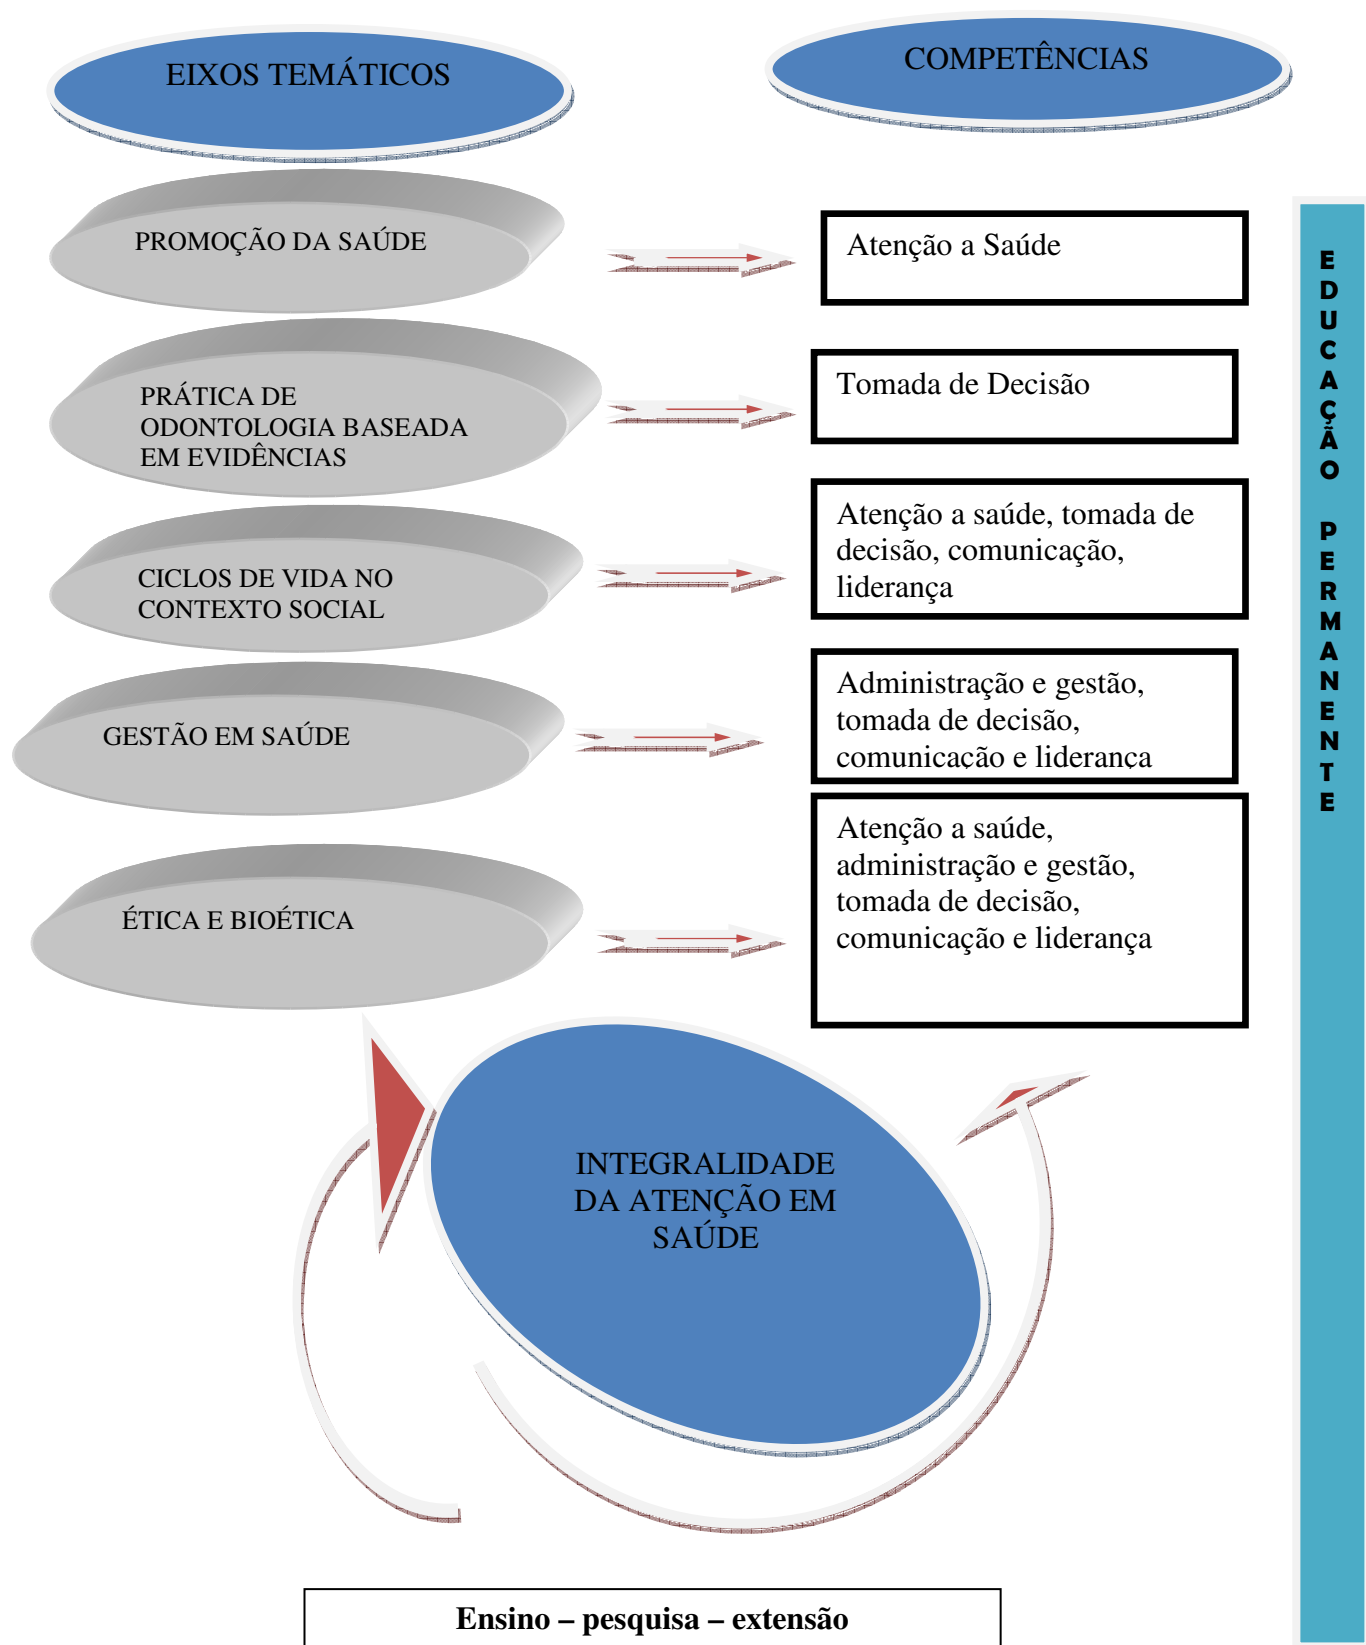 EIXOS TEMÁTICOS
COMPETÊNCIAS
PROMOÇÃO DA SAÚDE
Atenção a Saúde
PRÁTICA DE
ODONTOLOGIA BASEADA
EM EVIDÊNCIAS
Tomada de Decisão
CICLOS DE VIDA NO
CONTEXTO SOCIAL
Atenção a saúde, tomada de
decisão, comunicação,
liderança
GESTÃO EM SAÚDE
Administração e gestão,
tomada de decisão,
comunicação e liderança
ÉTICA E BIOÉTICA
Atenção a saúde,
administração e gestão,
tomada de decisão,
comunicação e liderança
EDUCAÇÃO PERMANENTE
INTEGRALIDADE
DA ATENÇÃO EM
SAÚDE
Ensino – pesquisa – extensão